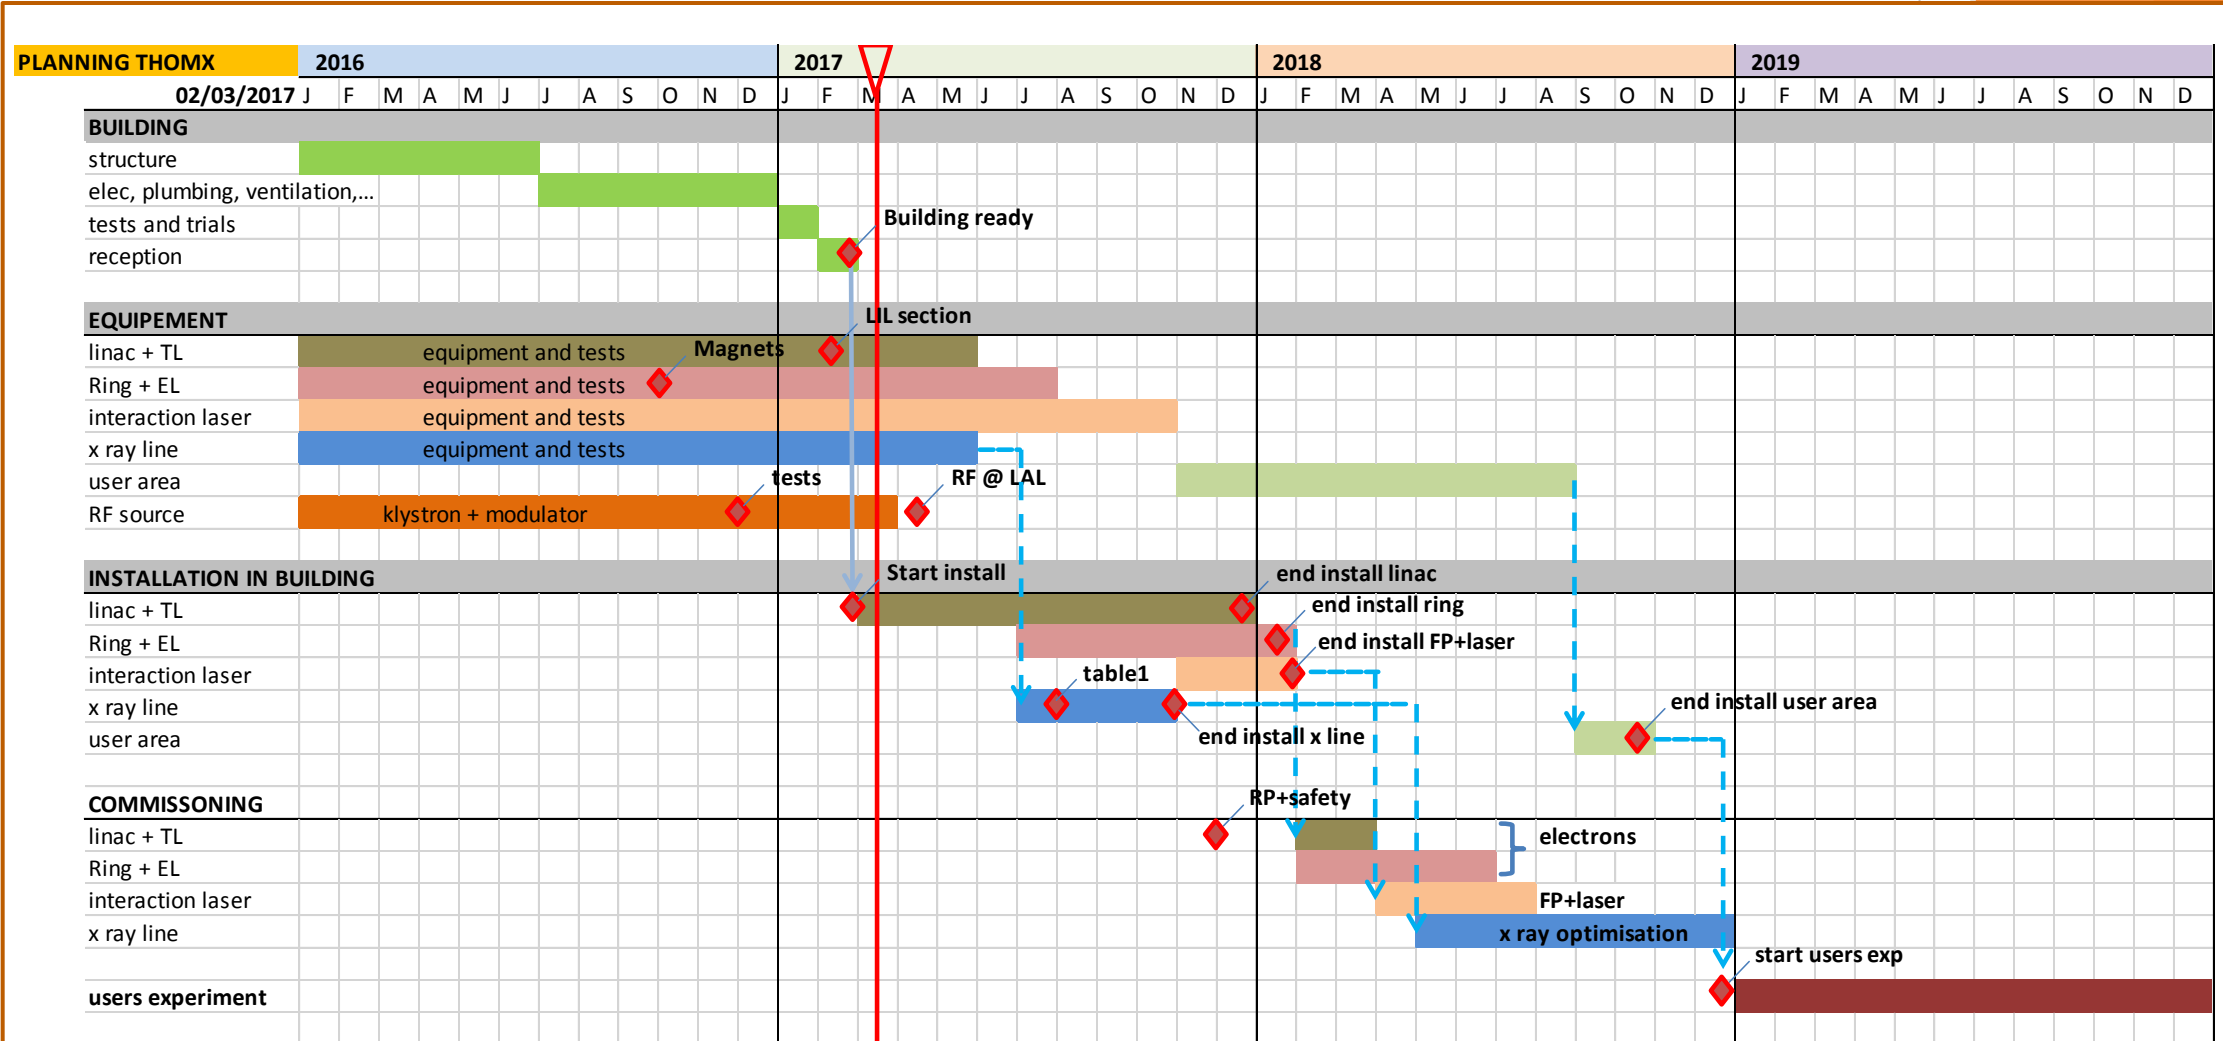 PLANNING THOMX 2016 2017 2018 2019
02/03/2017 J F M A M J J A S O N D J F M A M J J A S O N D J F M A M J J A S O N D J F M A M J J A S O N D
BUILDING
structure
elec, plumbing, ventilation,...
tests and trials
Building ready
reception
EQUIPEMENT
LIL section
linac + TL equipment and tests Magnets
Ring + EL equipment and tests
interaction laser equipment and tests
x ray line equipment and tests
user area tests RF @ LAL
RF source klystron + modulator
INSTALLATION IN BUILDING Start install end install linac
linac + TL end install ring
Ring + EL end install FP+laser
interaction laser table1
x ray line end install user area
user area end install x line
COMMISSONING RP+safety
linac + TL electrons
Ring + EL
interaction laser FP+laser
x ray line x ray optimisation
start users exp
users experiment